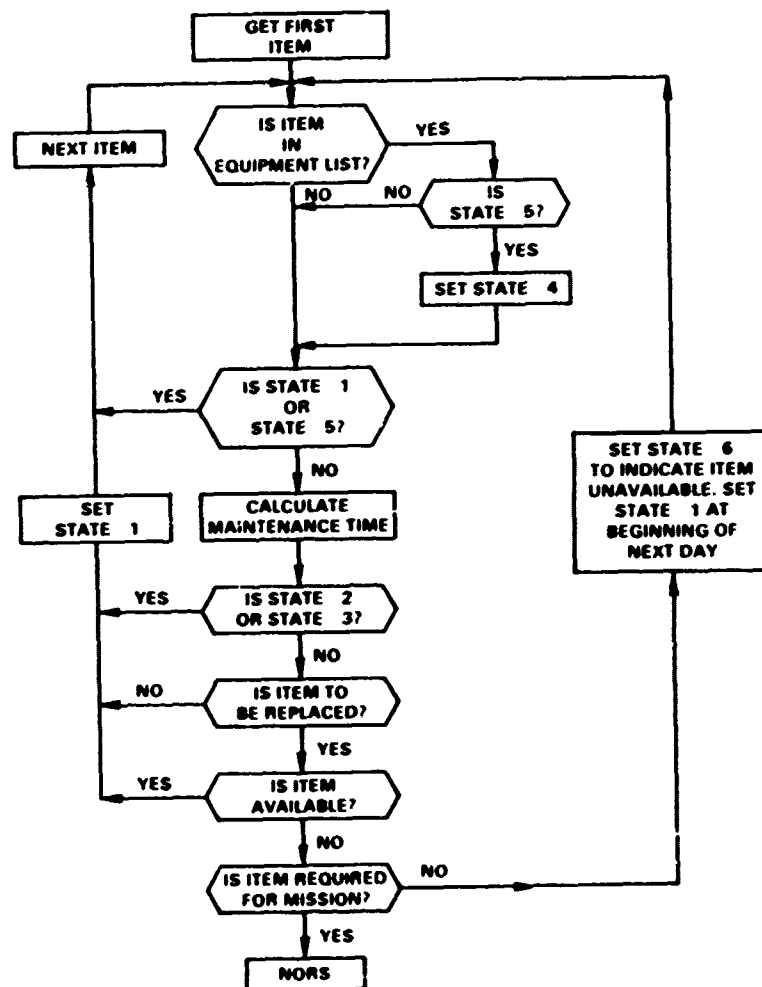 GET FIRST
ITEM
NEXT ITEM
IS ITEM
IN
EQUIPMENT LIST?
YES
NO
NO
IS
STATE 5?
YES
SET STATE 4
YES
IS STATE 1
OR
STATE 5?
NO
SET
STATE 1
CALCULATE
MAINTENANCE TIME
SET STATE 6
TO INDICATE ITEM
UNAVAILABLE. SET
STATE 1 AT
BEGINNING OF
NEXT DAY
YES
IS STATE 2
OR STATE 3?
NO
NO
IS ITEM TO
BE REPLACED?
YES
YES
IS ITEM
AVAILABLE?
NO
IS ITEM REQUIRED
FOR MISSION?
NO
YES
NORS